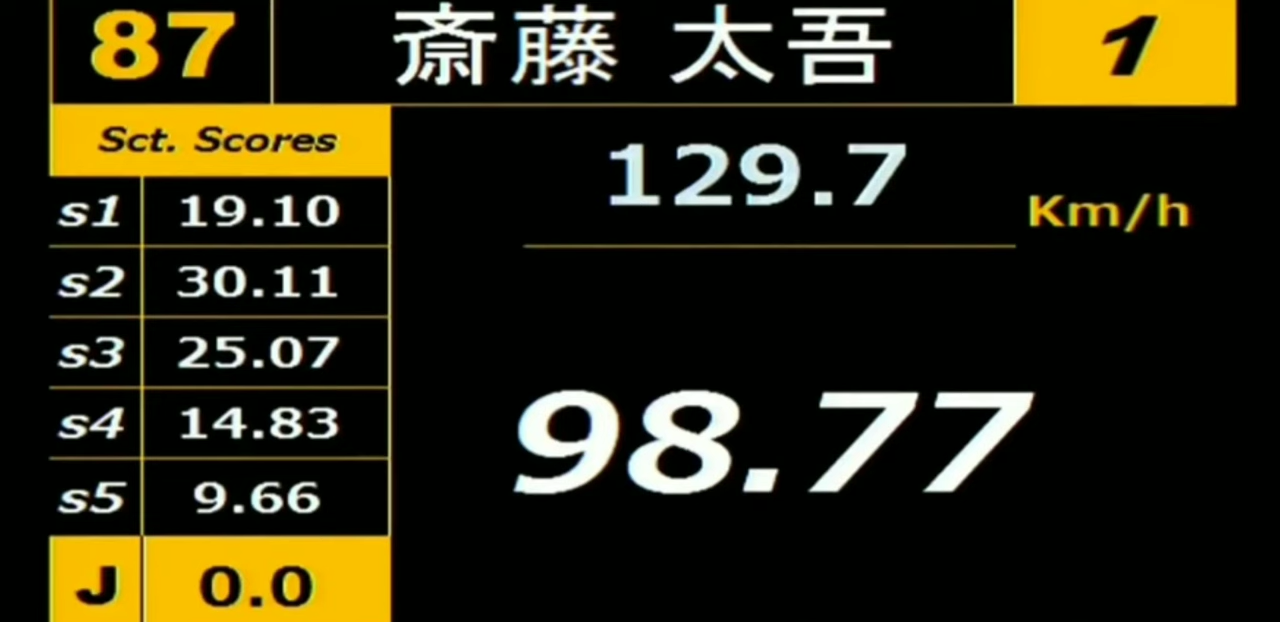 87 斎藤 太吾 1
Sct. Scores
129.7 Km/h
s1 19.10
s2 30.11
s3 25.07
s4 14.83
s5 9.66
98.77
J 0.0